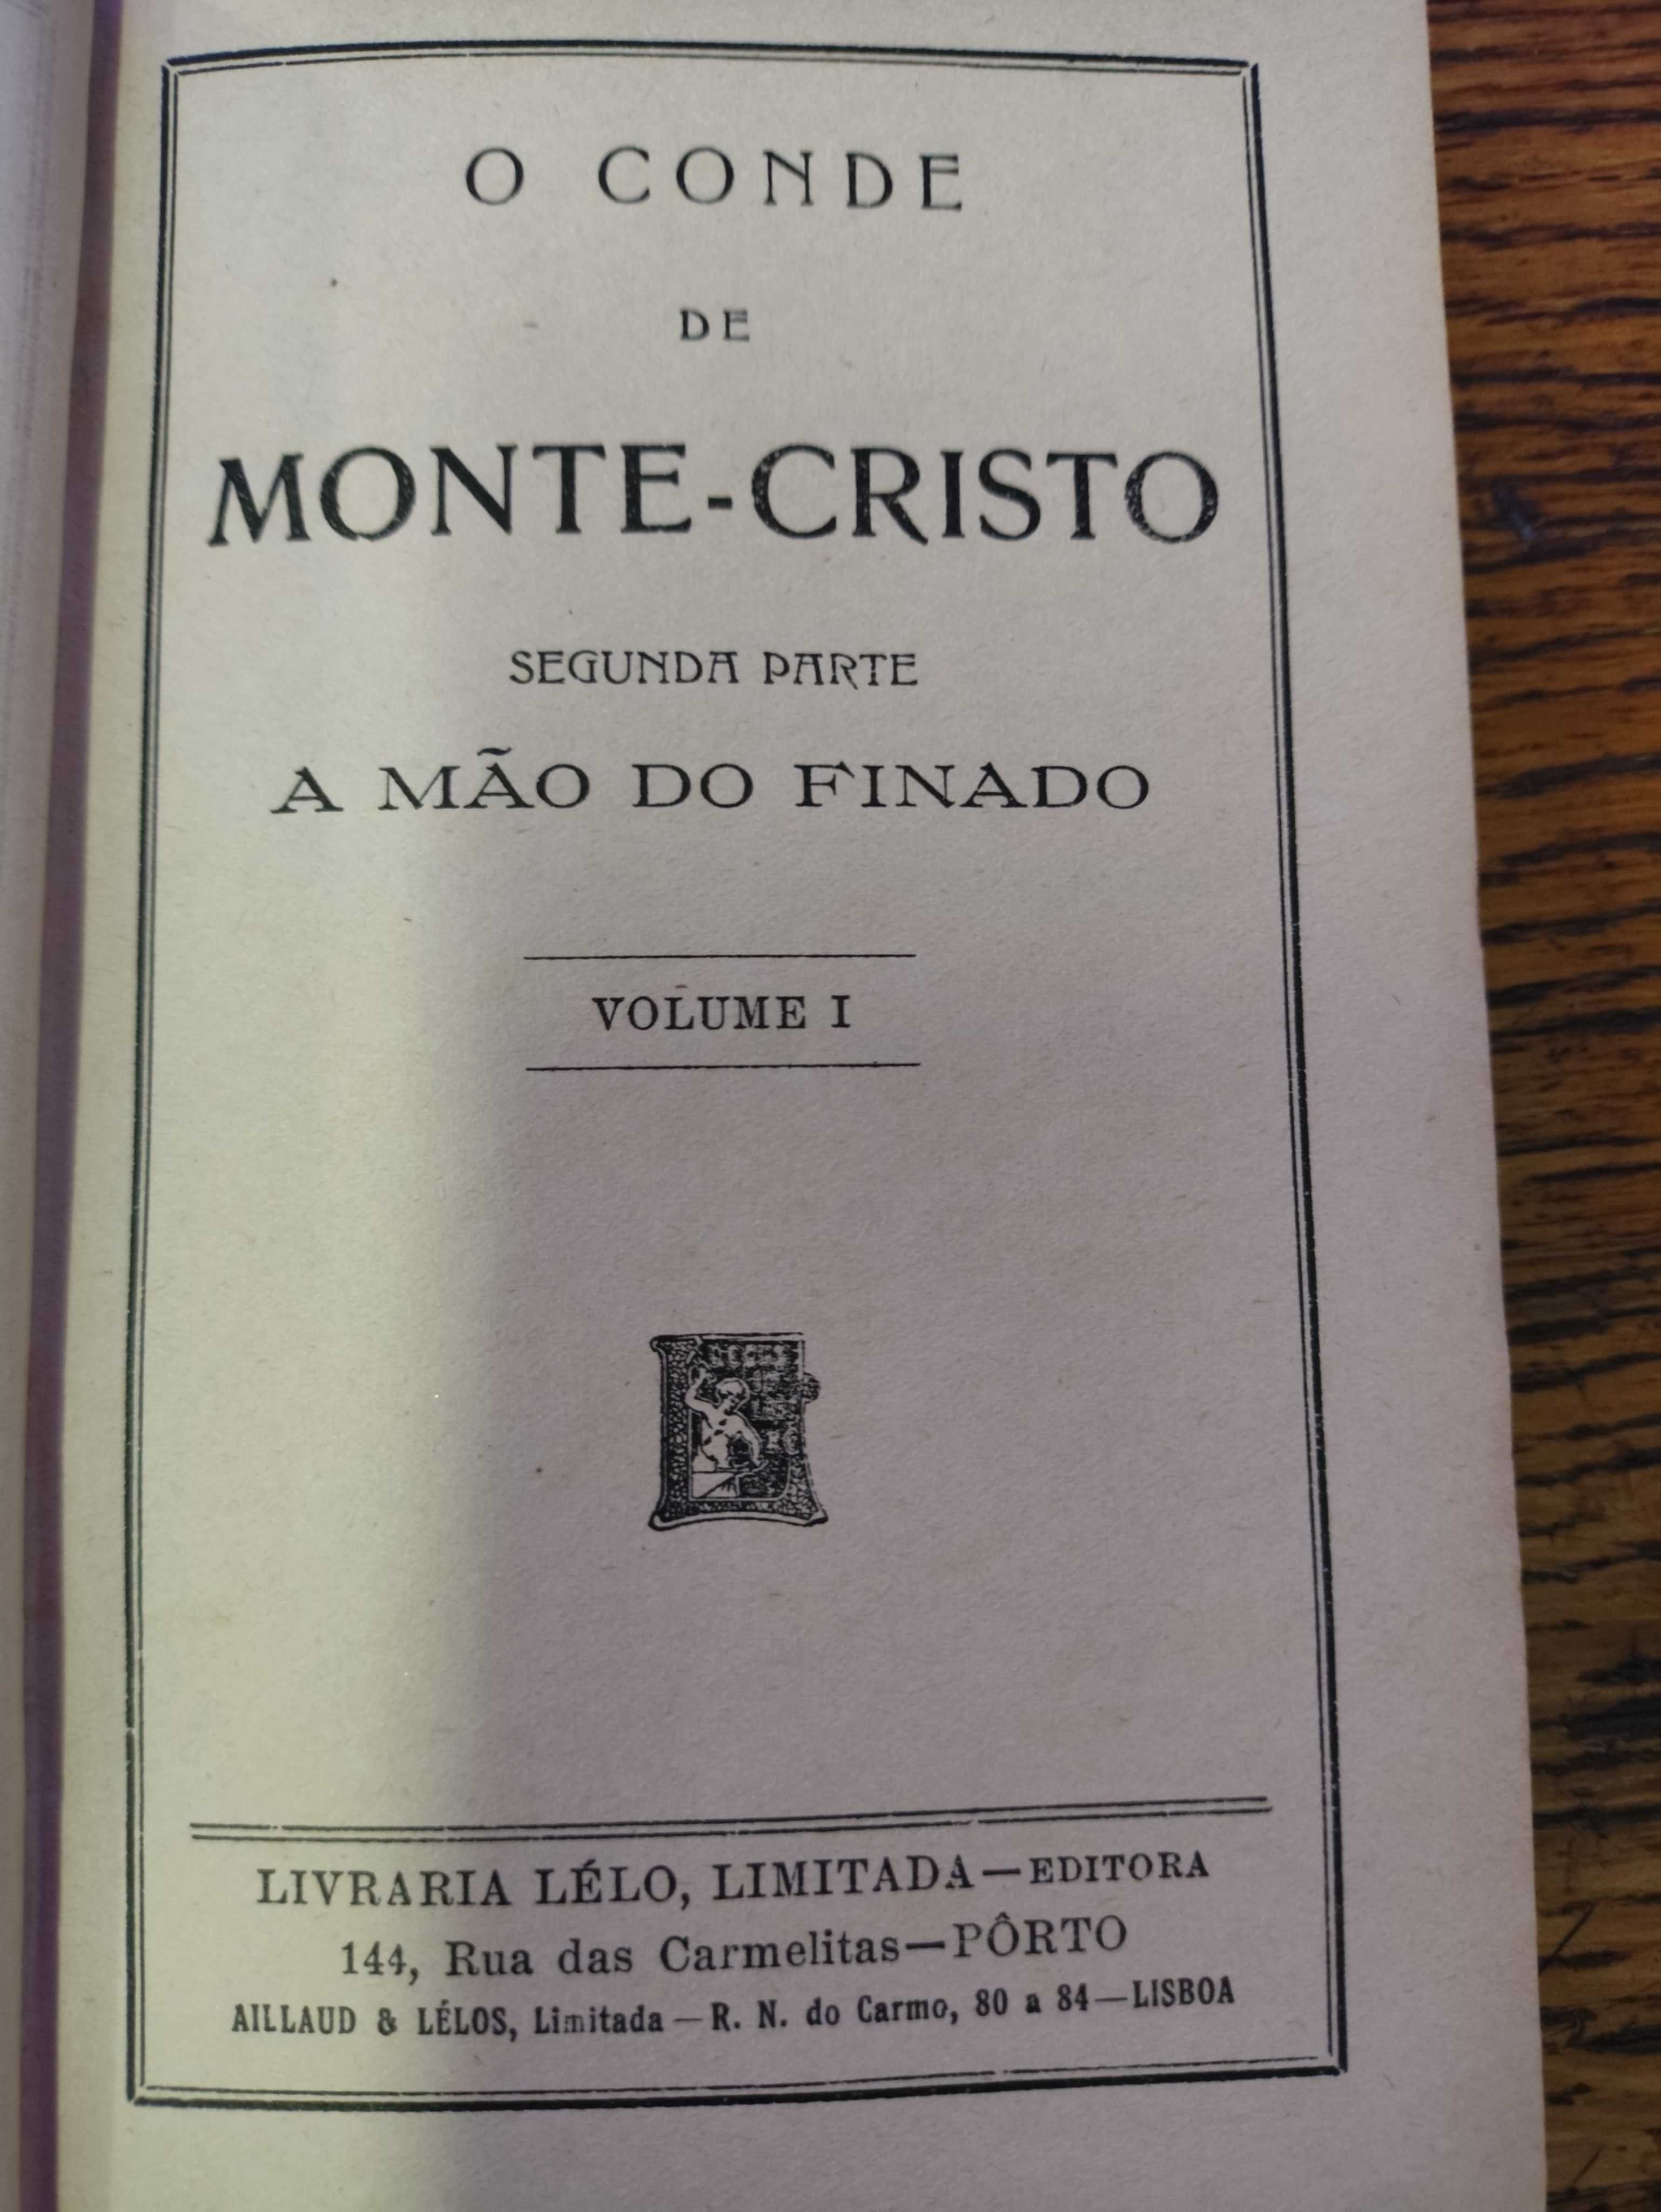 O CONDE
DE
MONTE-CRISTO
SEGUNDA PARTE
A MÃO DO FINADO
VOLUME I
LIVRARIA LÉLO, LIMITADA—EDITORA
144, Rua das Carmelitas—PÔRTO
AILLAUD & LÉLOS, Limitada—R. N. do Carmo, 80 a 84—LISBOA